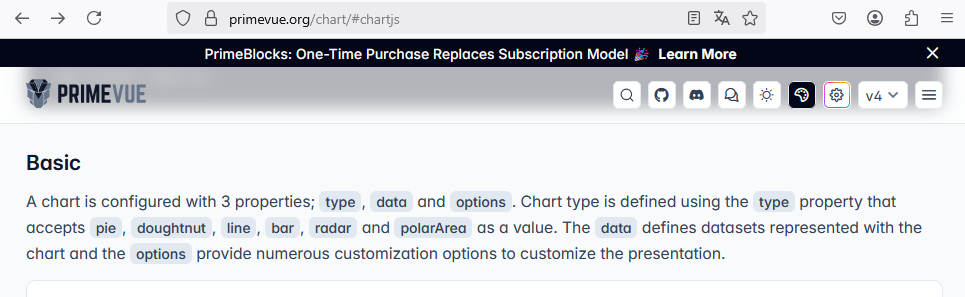 primevue.org/chart/#chartjs
PrimeBlocks: One-Time Purchase Replaces Subscription Model 🎉 Learn More
PRIMEVUE
v4
Basic
A chart is configured with 3 properties; type, data and options. Chart type is defined using the type property that
accepts pie, doughtnut, line, bar, radar and polarArea as a value. The data defines datasets represented with the
chart and the options provide numerous customization options to customize the presentation.